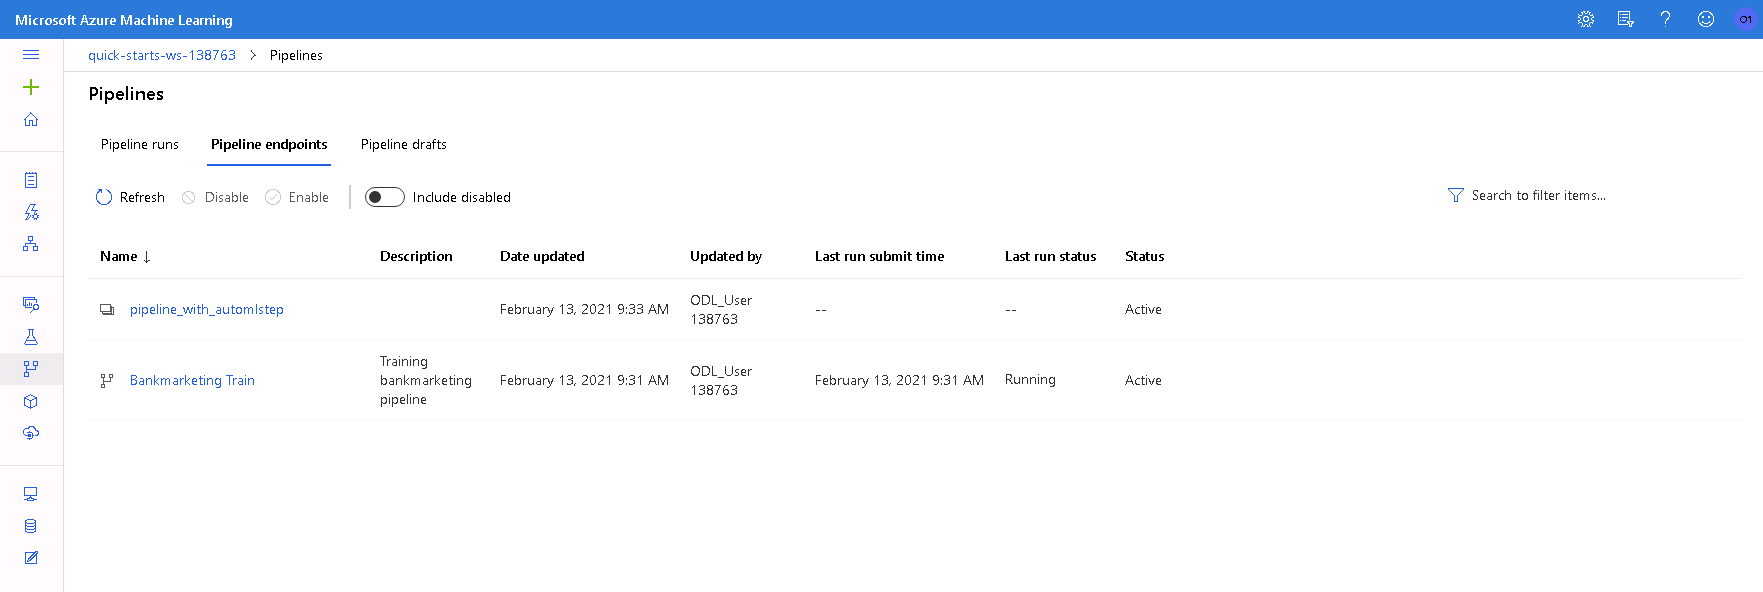 Microsoft Azure Machine Learning
O1
quick-starts-ws-138763 > Pipelines
Pipelines
Pipeline runs Pipeline endpoints Pipeline drafts
Refresh Disable Enable Include disabled Search to filter items...
Name ↓ Description Date updated Updated by Last run submit time Last run status Status
pipeline_with_automlstep February 13, 2021 9:33 AM ODL_User 138763 -- -- Active
Bankmarketing Train Training bankmarketing pipeline February 13, 2021 9:31 AM ODL_User 138763 February 13, 2021 9:31 AM Running Active